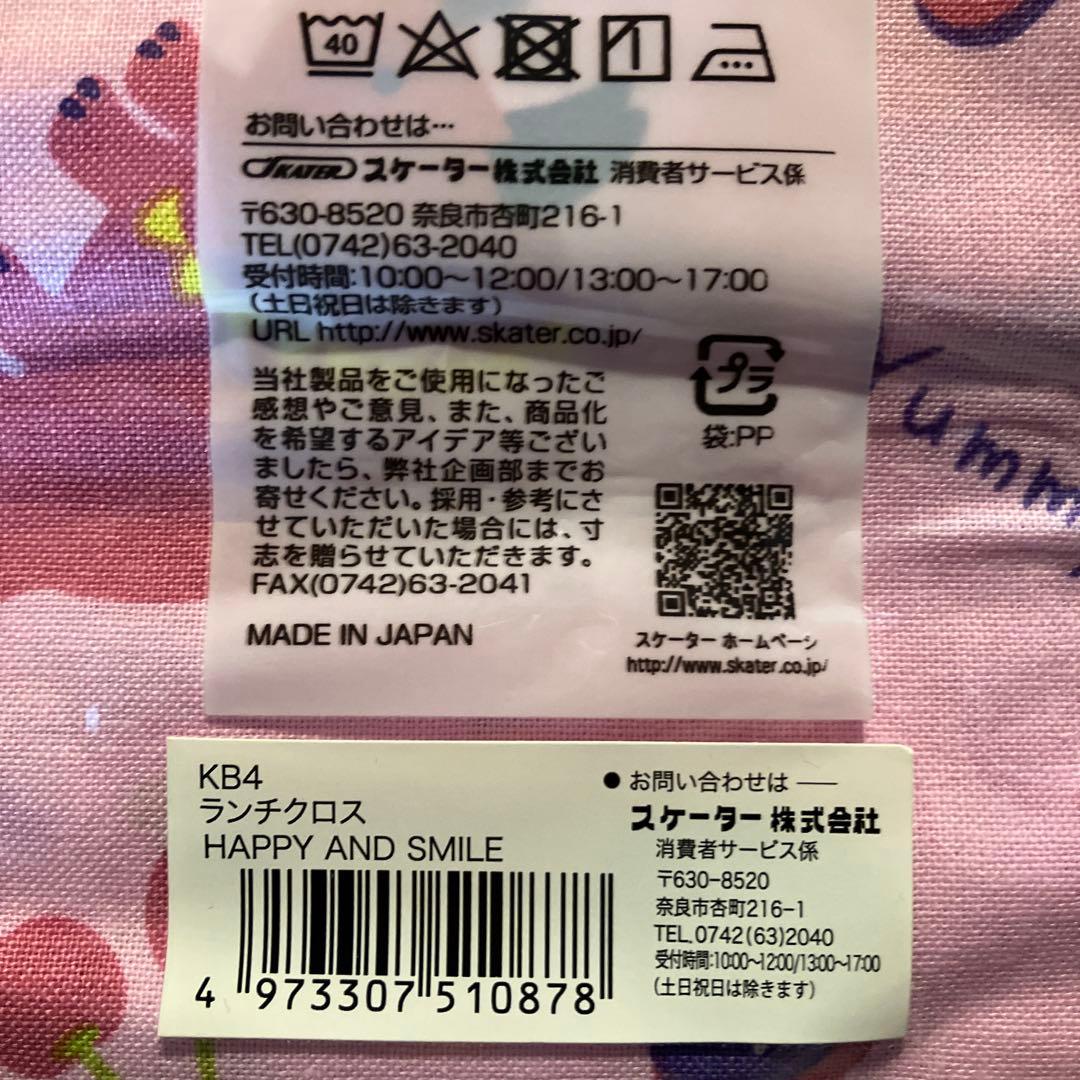 40
お問い合わせは…
SKATER スケーター株式会社 消費者サービス係
〒630-8520 奈良市杏町216-1
TEL(0742)63-2040
受付時間:10:00〜12:00/13:00〜17:00
(土日祝日は除きます)
URL http://www.skater.co.jp/
当社製品をご使用になったご
感想やご意見、また、商品化
を希望するアイデア等ござい
ましたら、弊社企画部までお
寄せください。採用・参考にさ
せていただいた場合には、寸
志を贈らせていただきます。
FAX(0742)63-2041
MADE IN JAPAN
プラ
袋:PP
スケーター ホームページ
http://www.skater.co.jp/
Yumm
KB4
ランチクロス
HAPPY AND SMILE
4 973307 510878
● お問い合わせは
スケーター株式会社
消費者サービス係
〒630-8520
奈良市杏町216-1
TEL.0742(63)2040
受付時間:10:00〜12:00/13:00〜17:00
(土日祝日は除きます)